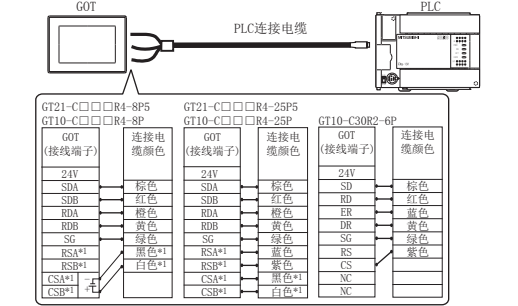 GOT
PLC
PLC连接电缆
GT21-C□□□R4-8P5
GT10-C□□□R4-8P
GOT
(接线端子)
连接电
缆颜色
24V
SDA 棕色
SDB 红色
RDA 橙色
RDB 黄色
SG 绿色
RSA*1 黑色*1
RSB*1 白色*1
CSA*1
CSB*1
GT21-C□□□R4-25P5
GT10-C□□□R4-25P
GOT
(接线端子)
连接电
缆颜色
24V
SDA 棕色
SDB 红色
RDA 橙色
RDB 黄色
SG 绿色
RSA*1 蓝色
RSB*1 紫色
CSA*1 黑色*1
CSB*1 白色*1
GT10-C30R2-6P
GOT
(接线端子)
连接电
缆颜色
24V
SD 棕色
RD 红色
ER 蓝色
DR 黄色
SG 绿色
RS 紫色
CS
NC
NC